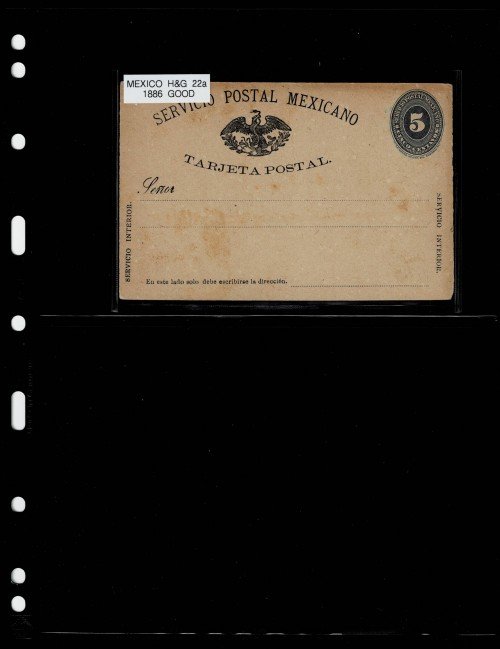 MEXICO H&G 22a
1886 GOOD
SERVICIO POSTAL MEXICANO
5
TARJETA POSTAL.
Señor
SERVICIO INTERIOR.
SERVICIO INTERIOR.
En este lado solo debe escribirse la dirección.